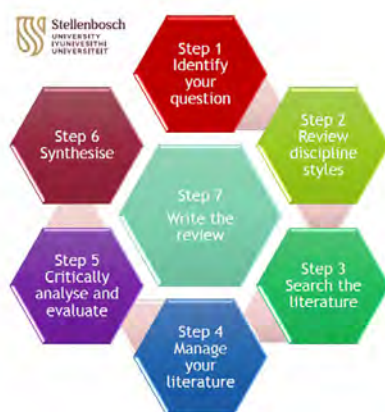 Stellenbosch
UNIVERSITY
IYUNIVESITHI
UNIVERSITEIT
Step 1
Identify
your
question
Step 2
Review
discipline
styles
Step 3
Search the
literature
Step 4
Manage
your
literature
Step 5
Critically
analyse and
evaluate
Step 6
Synthesise
Step 7
Write the
review